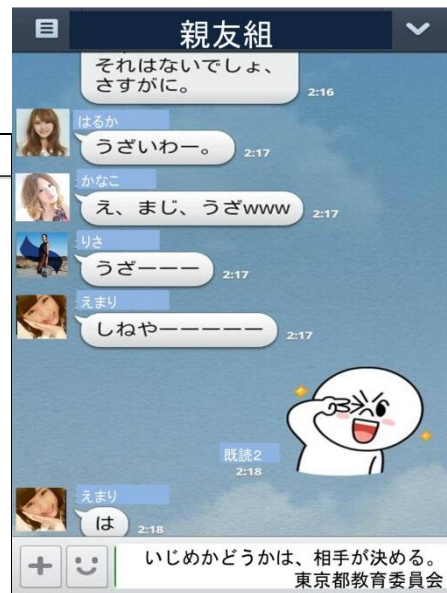 親友組
それはないでしょ、
さすがに。
2:16
はるか
うざいわー。
2:17
かなこ
え、まじ、うざwww
2:17
りさ
うざーーー
2:17
えまり
しねやーーーーー
2:17
既読2
2:18
えまり
は
2:18
いじめかどうかは、相手が決める。
東京都教育委員会